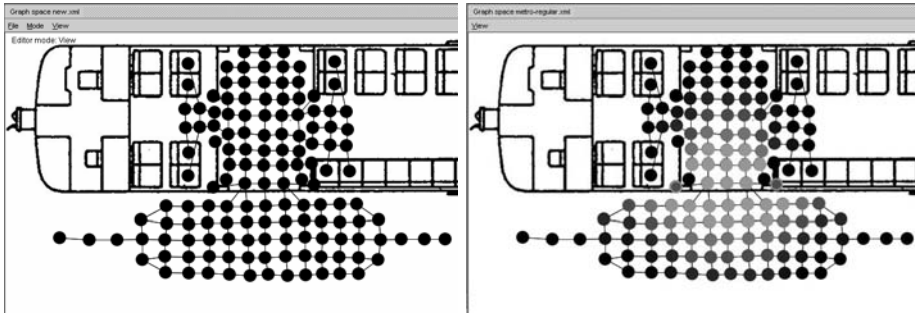 Graph space new.xml
File Mode View
Editor mode: View
Graph space metro-regular.xml
View